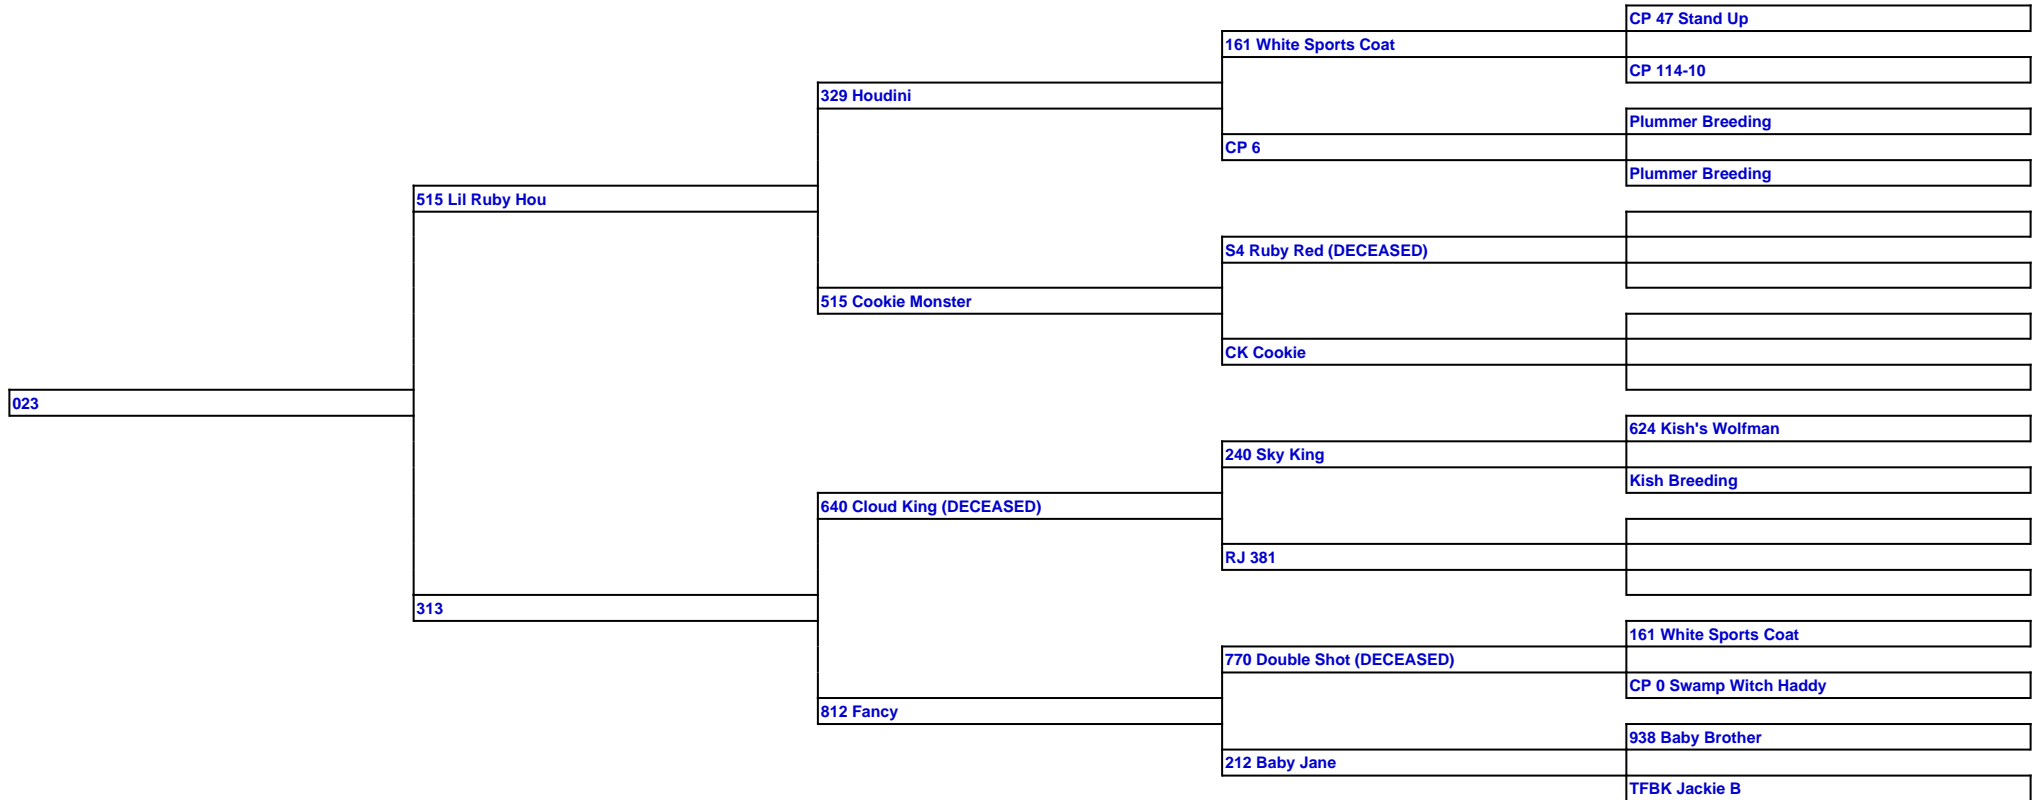 CP 47 Stand Up
161 White Sports Coat
CP 114-10
329 Houdini
Plummer Breeding
CP 6
Plummer Breeding
515 Lil Ruby Hou
S4 Ruby Red (DECEASED)
515 Cookie Monster
CK Cookie
023
624 Kish's Wolfman
240 Sky King
Kish Breeding
640 Cloud King (DECEASED)
RJ 381
313
161 White Sports Coat
770 Double Shot (DECEASED)
CP 0 Swamp Witch Haddy
812 Fancy
938 Baby Brother
212 Baby Jane
TFBK Jackie B